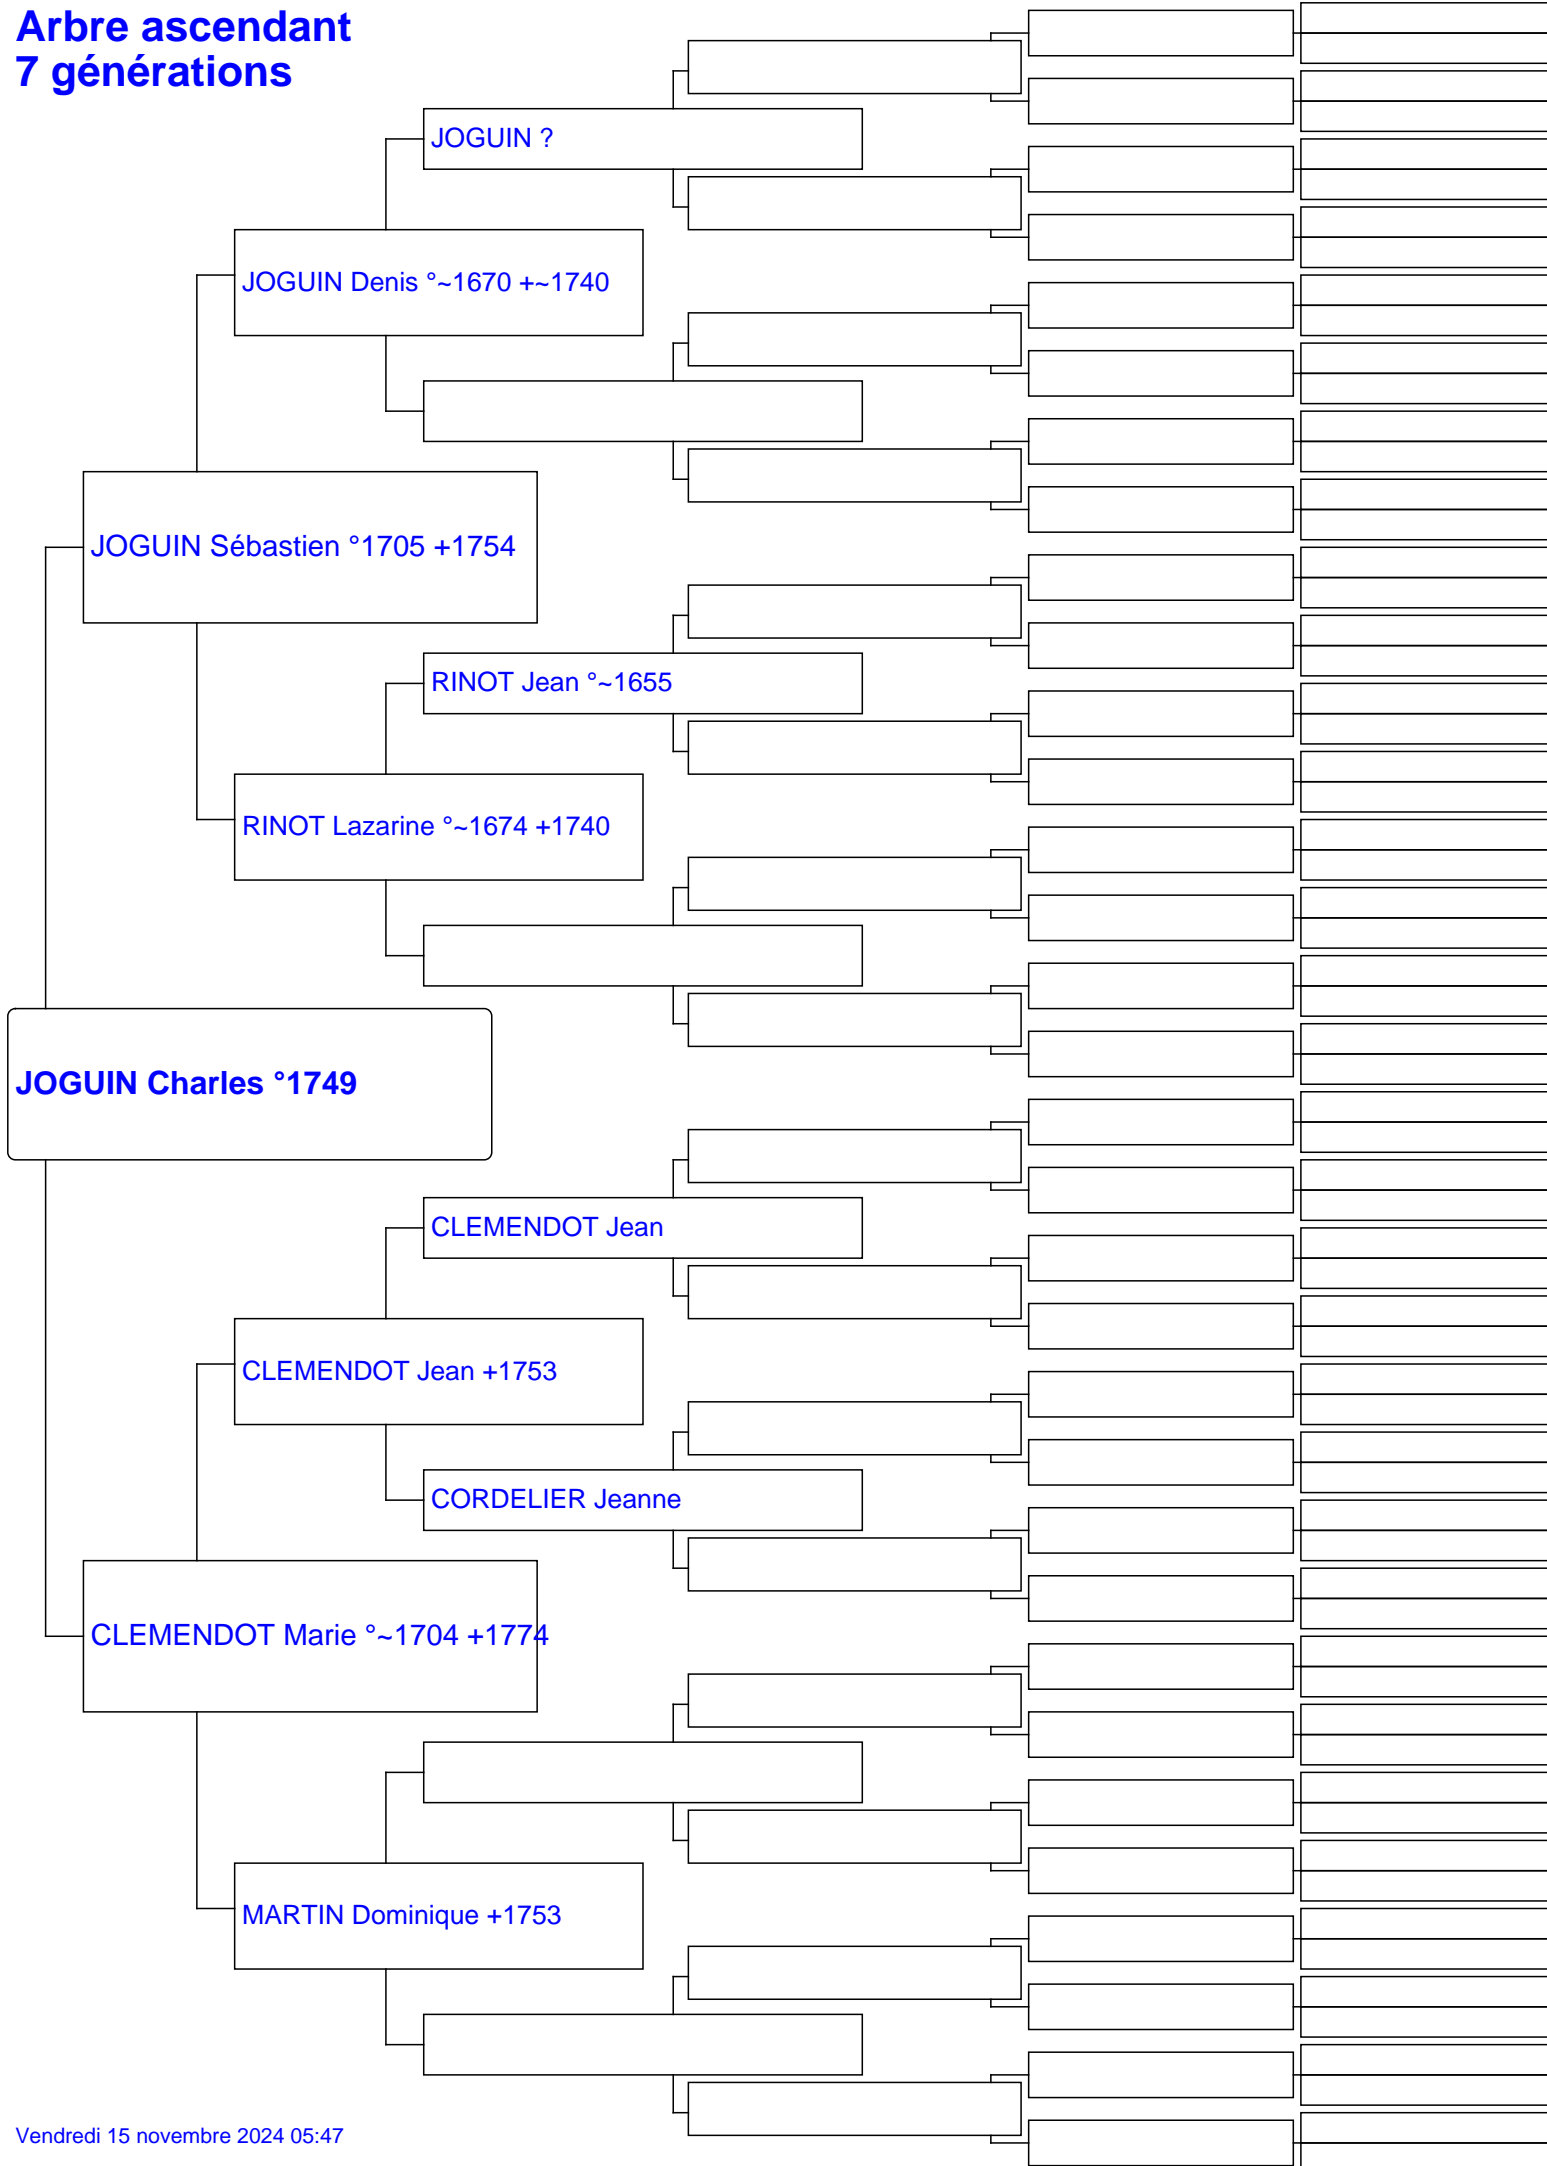 Arbre ascendant
7 générations
JOGUIN ?
JOGUIN Denis °~1670 +~1740
JOGUIN Sébastien °1705 +1754
RINOT Jean °~1655
RINOT Lazarine °~1674 +1740
JOGUIN Charles °1749
CLEMENDOT Jean
CLEMENDOT Jean +1753
CORDELIER Jeanne
CLEMENDOT Marie °~1704 +1774
MARTIN Dominique +1753
Vendredi 15 novembre 2024 05:47